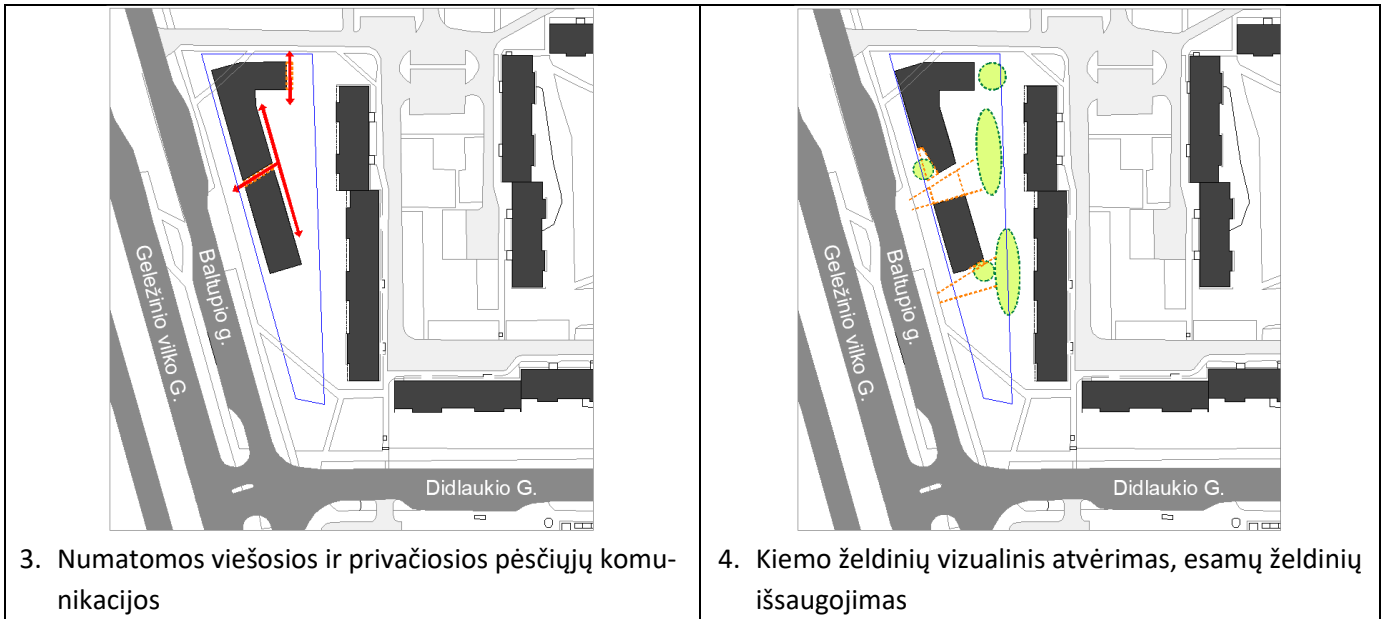 Geležinio vilko G.
Baltupio g.
Didlaukio G.
3. Numatomos viešosios ir privačiosios pėsčiųjų komu-
nikacijos
Geležinio vilko G.
Baltupio g.
Didlaukio G.
4. Kiemo želdinių vizualinis atvėrimas, esamų želdinių
išsaugojimas